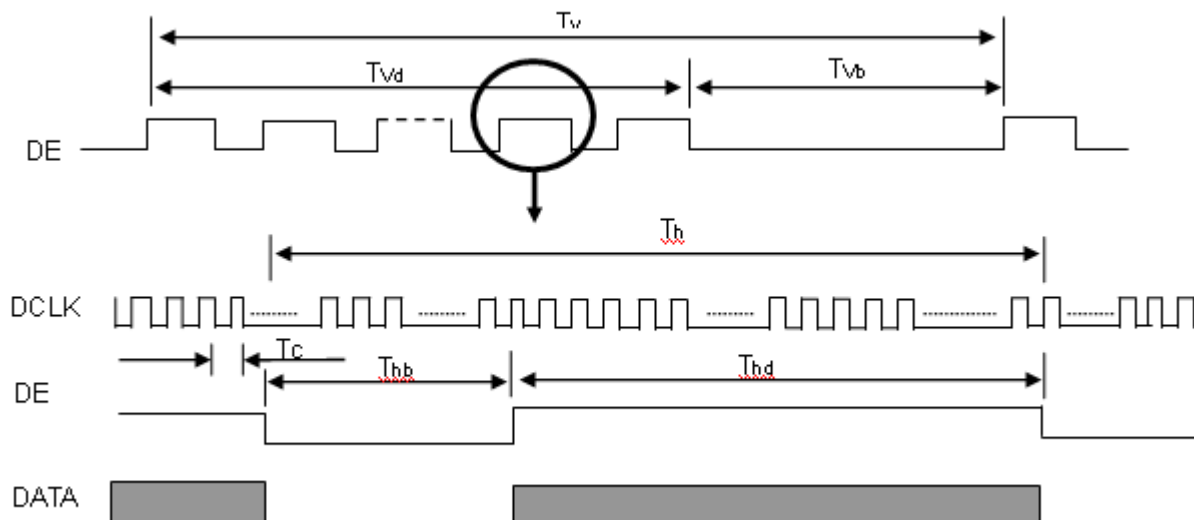 Tv
TVd
TVb
DE
Th
DCLK
TC
Thb
Thd
DE
DATA